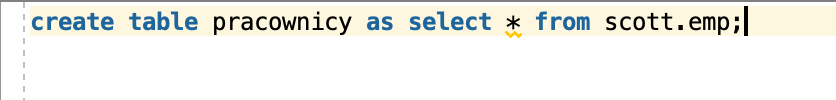 create table pracownicy as select * from scott.emp;